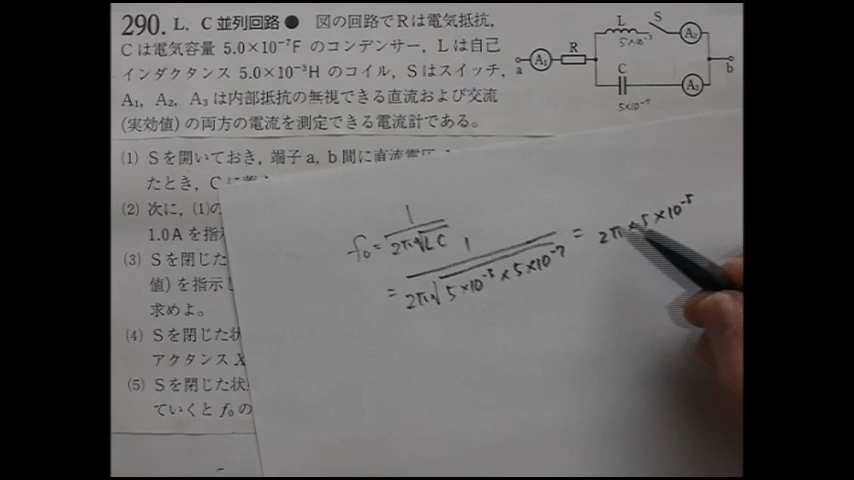 290. L, C 並列回路 ● 図の回路でRは電気抵抗,
Cは電気容量 5.0×10⁻⁷F のコンデンサー, Lは自己
インダクタンス 5.0×10⁻³H のコイル, Sはスイッチ,
A₁, A₂, A₃は内部抵抗の無視できる直流および交流
(実効値)の両方の電流を測定できる電流計である。
L
S
5×10⁻³
A₂
a
A₁
R
b
C
A₃
5×10⁻⁷
(1) Sを開いておき, 端子a, b間に直流電圧
たとき, Cに
(2) 次に, (1)の
1.0Aを指
(3) Sを閉じた
値)を指示し
求めよ。
(4) Sを閉じた状
アクタンスX
(5) Sを閉じた状
ていくとf₀の
f₀= 1/2π√LC
= 1/2π√5×10⁻³×5×10⁻⁷ = 2π×5×10⁻⁵